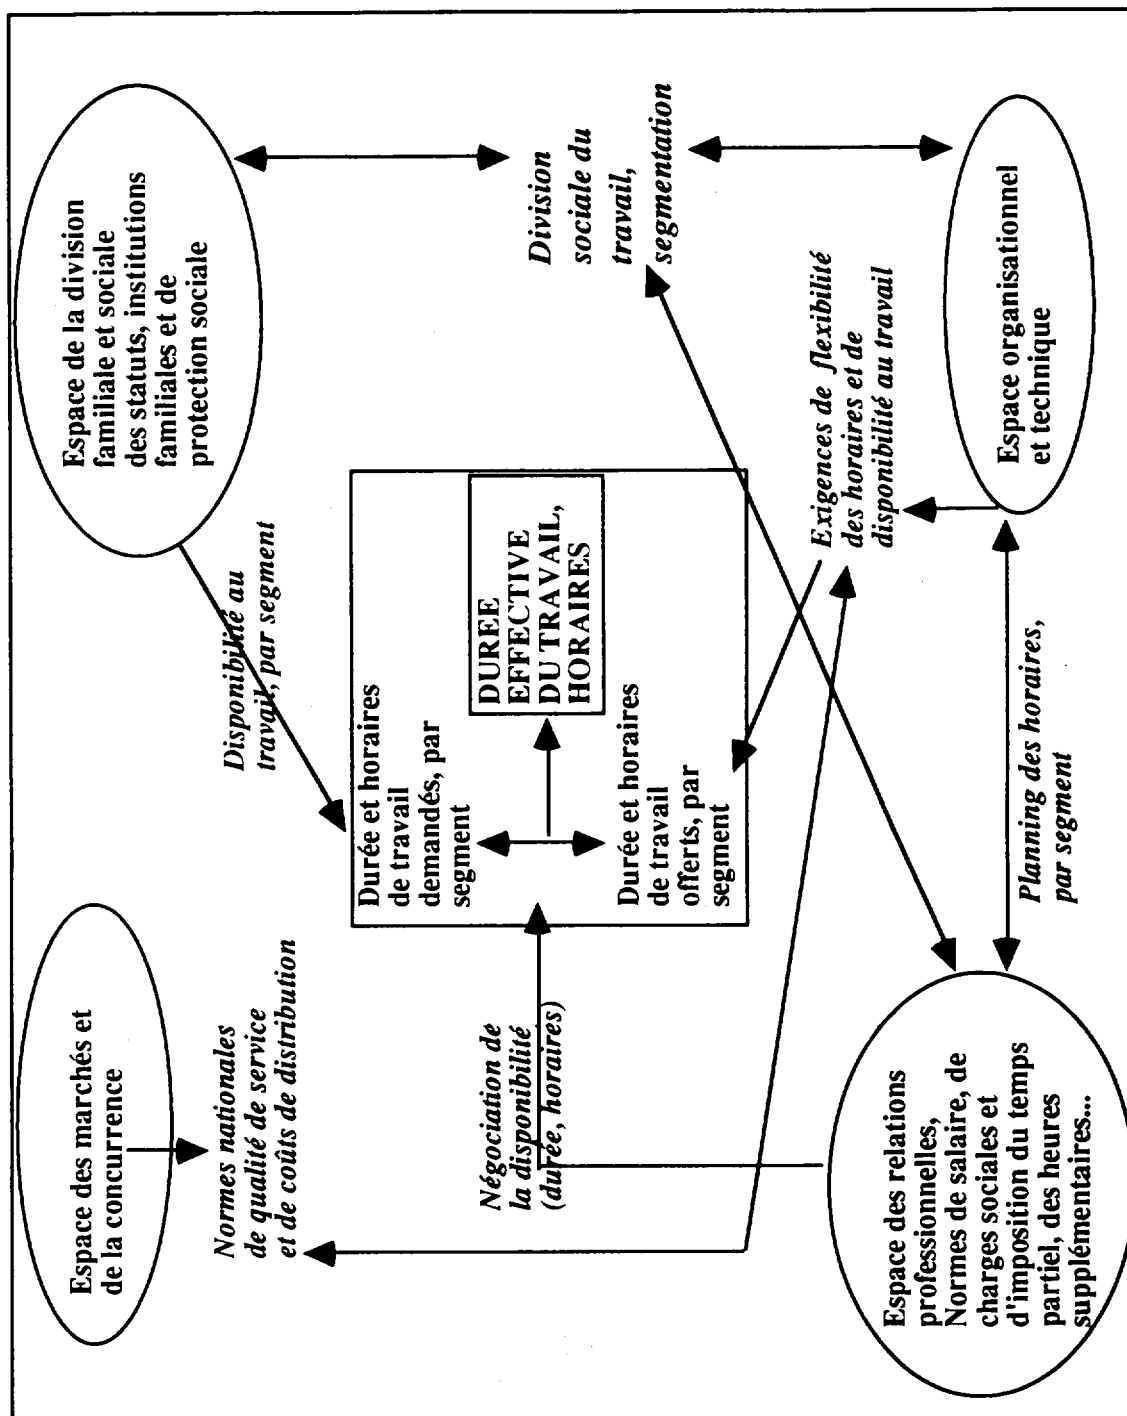 Espace des marchés et
de la concurrence
Normes nationales
de qualité de service
et de coûts de distribution
Espace de la division
familiale et sociale
des statuts, institutions
familiales et de
protection sociale
Disponibilité au
travail, par segment
Division
sociale du
travail,
segmentation
Durée et horaires
de travail
demandés, par
segment
DUREE
EFFECTIVE
DU TRAVAIL,
HORAIRES
Durée et horaires
de travail
offerts, par
segment
Négociation de
la disponibilité
(durée, horaires)
Exigences de flexibilité
des horaires et de
disponibilité au travail
Espace des relations
professionnelles,
Normes de salaire, de
charges sociales et
d'imposition du temps
partiel, des heures
supplémentaires...
Planning des horaires,
par segment
Espace organisationnel
et technique